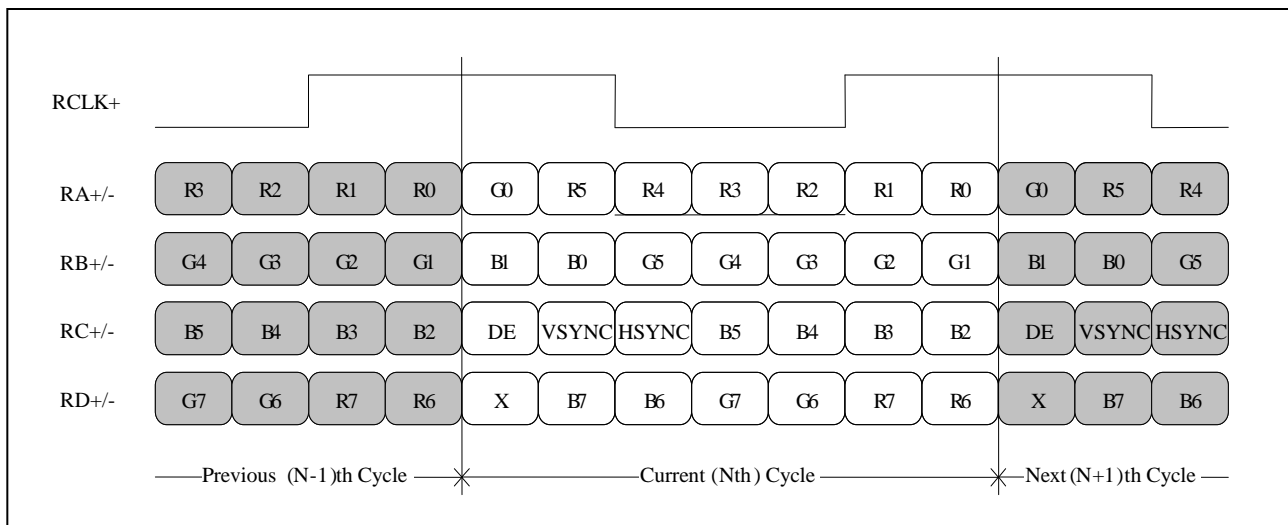 RCLK+
RA+/- R3 R2 R1 R0 G0 R5 R4 R3 R2 R1 R0 G0 R5 R4
RB+/- G4 G3 G2 G1 B1 B0 G5 G4 G3 G2 G1 B1 B0 G5
RC+/- B5 B4 B3 B2 DE VSYNC HSYNC B5 B4 B3 B2 DE VSYNC HSYNC
RD+/- G7 G6 R7 R6 X B7 B6 G7 G6 R7 R6 X B7 B6
Previous (N-1)th Cycle Current (Nth) Cycle Next (N+1)th Cycle